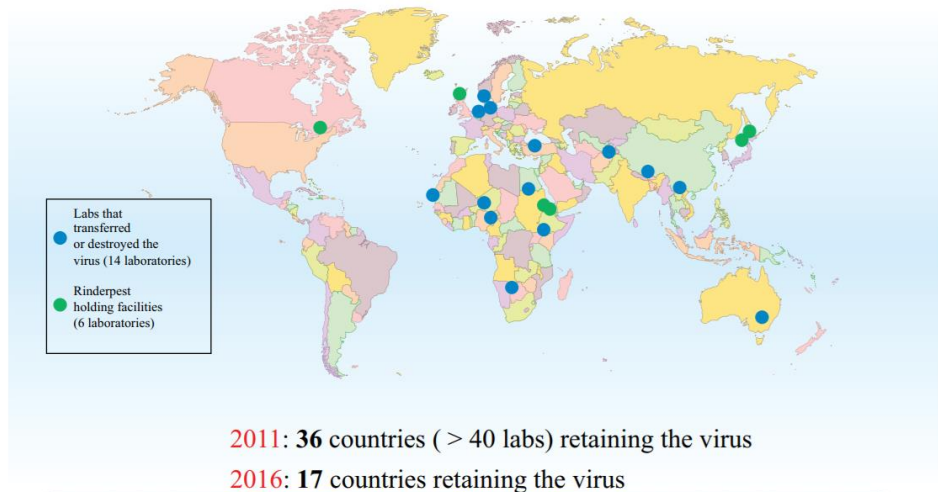 Labs that
transferred
or destroyed the
virus (14 laboratories)
Rinderpest
holding facilities
(6 laboratories)
2011: 36 countries ( > 40 labs) retaining the virus
2016: 17 countries retaining the virus